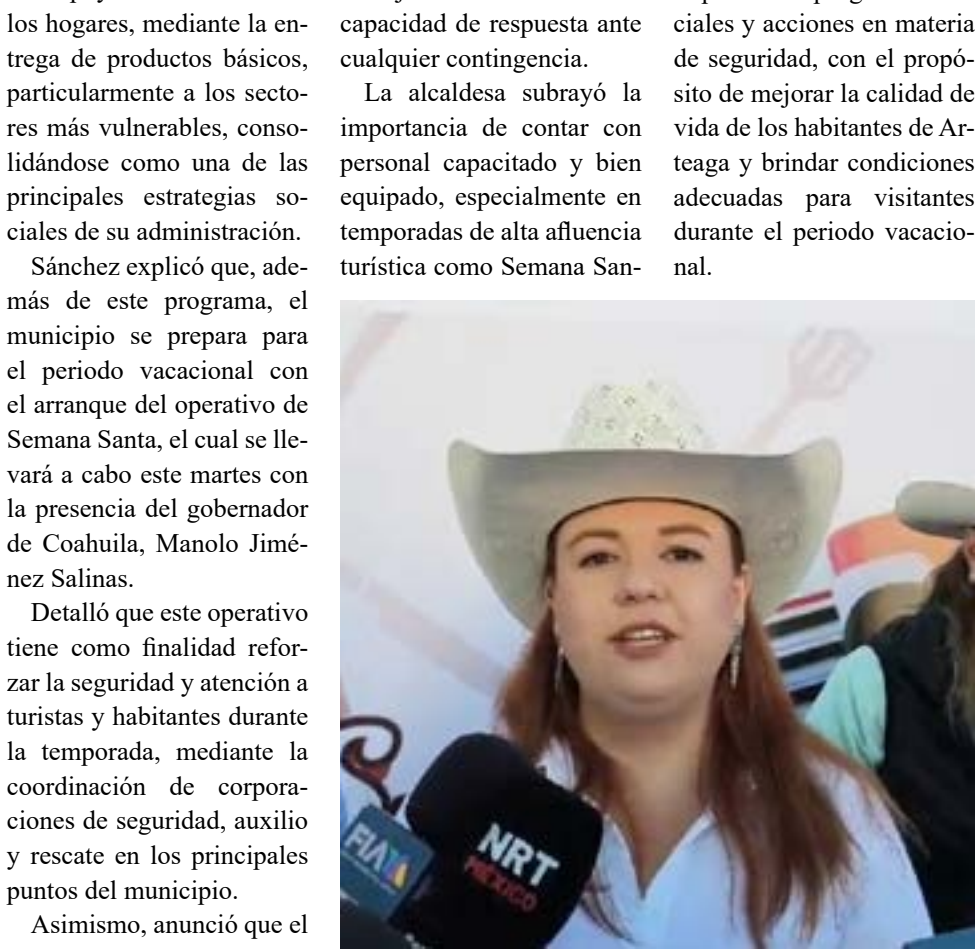 los hogares, mediante la en-
trega de productos básicos,
particularmente a los secto-
res más vulnerables, conso-
lidándose como una de las
principales estrategias so-
ciales de su administración.
Sánchez explicó que, ade-
más de este programa, el
municipio se prepara para
el periodo vacacional con
el arranque del operativo de
Semana Santa, el cual se lle-
vará a cabo este martes con
la presencia del gobernador
de Coahuila, Manolo Jimé-
nez Salinas.
Detalló que este operativo
tiene como finalidad refor-
zar la seguridad y atención a
turistas y habitantes durante
la temporada, mediante la
coordinación de corpora-
ciones de seguridad, auxilio
y rescate en los principales
puntos del municipio.
Asimismo, anunció que el
capacidad de respuesta ante
cualquier contingencia.
La alcaldesa subrayó la
importancia de contar con
personal capacitado y bien
equipado, especialmente en
temporadas de alta afluencia
turística como Semana San-
ciales y acciones en materia
de seguridad, con el propó-
sito de mejorar la calidad de
vida de los habitantes de Ar-
teaga y brindar condiciones
adecuadas para visitantes
durante el periodo vacacio-
nal.
NRT
MÉXICO